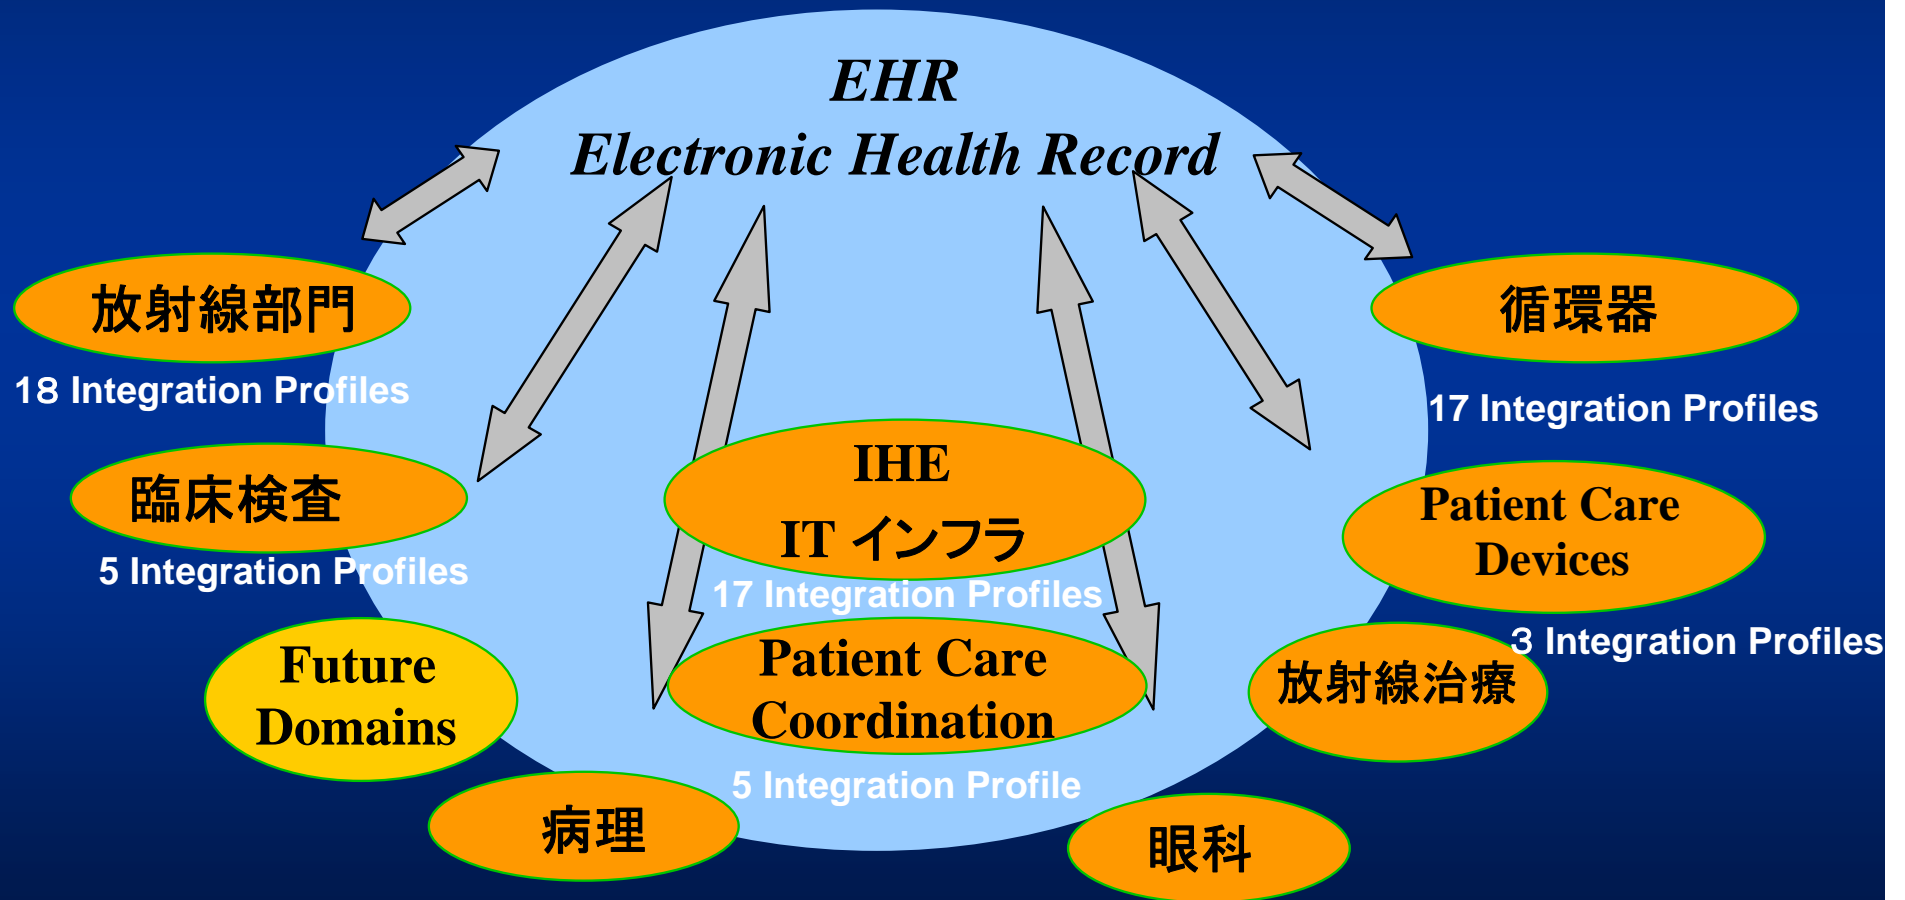 EHR
Electronic Health Record
放射線部門
18 Integration Profiles
循環器
17 Integration Profiles
臨床検査
5 Integration Profiles
IHE
IT インフラ
17 Integration Profiles
Patient Care
Devices
3 Integration Profiles
Future
Domains
Patient Care
Coordination
5 Integration Profile
放射線治療
病理
眼科